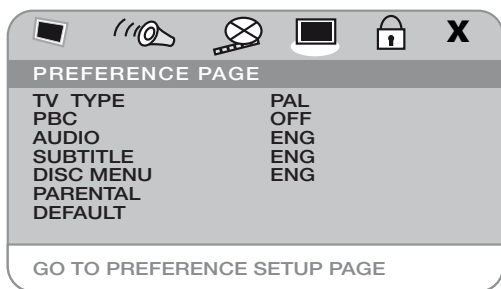 X
PREFERENCE PAGE
TV TYPE PAL
PBC OFF
AUDIO ENG
SUBTITLE ENG
DISC MENU ENG
PARENTAL
DEFAULT
GO TO PREFERENCE SETUP PAGE